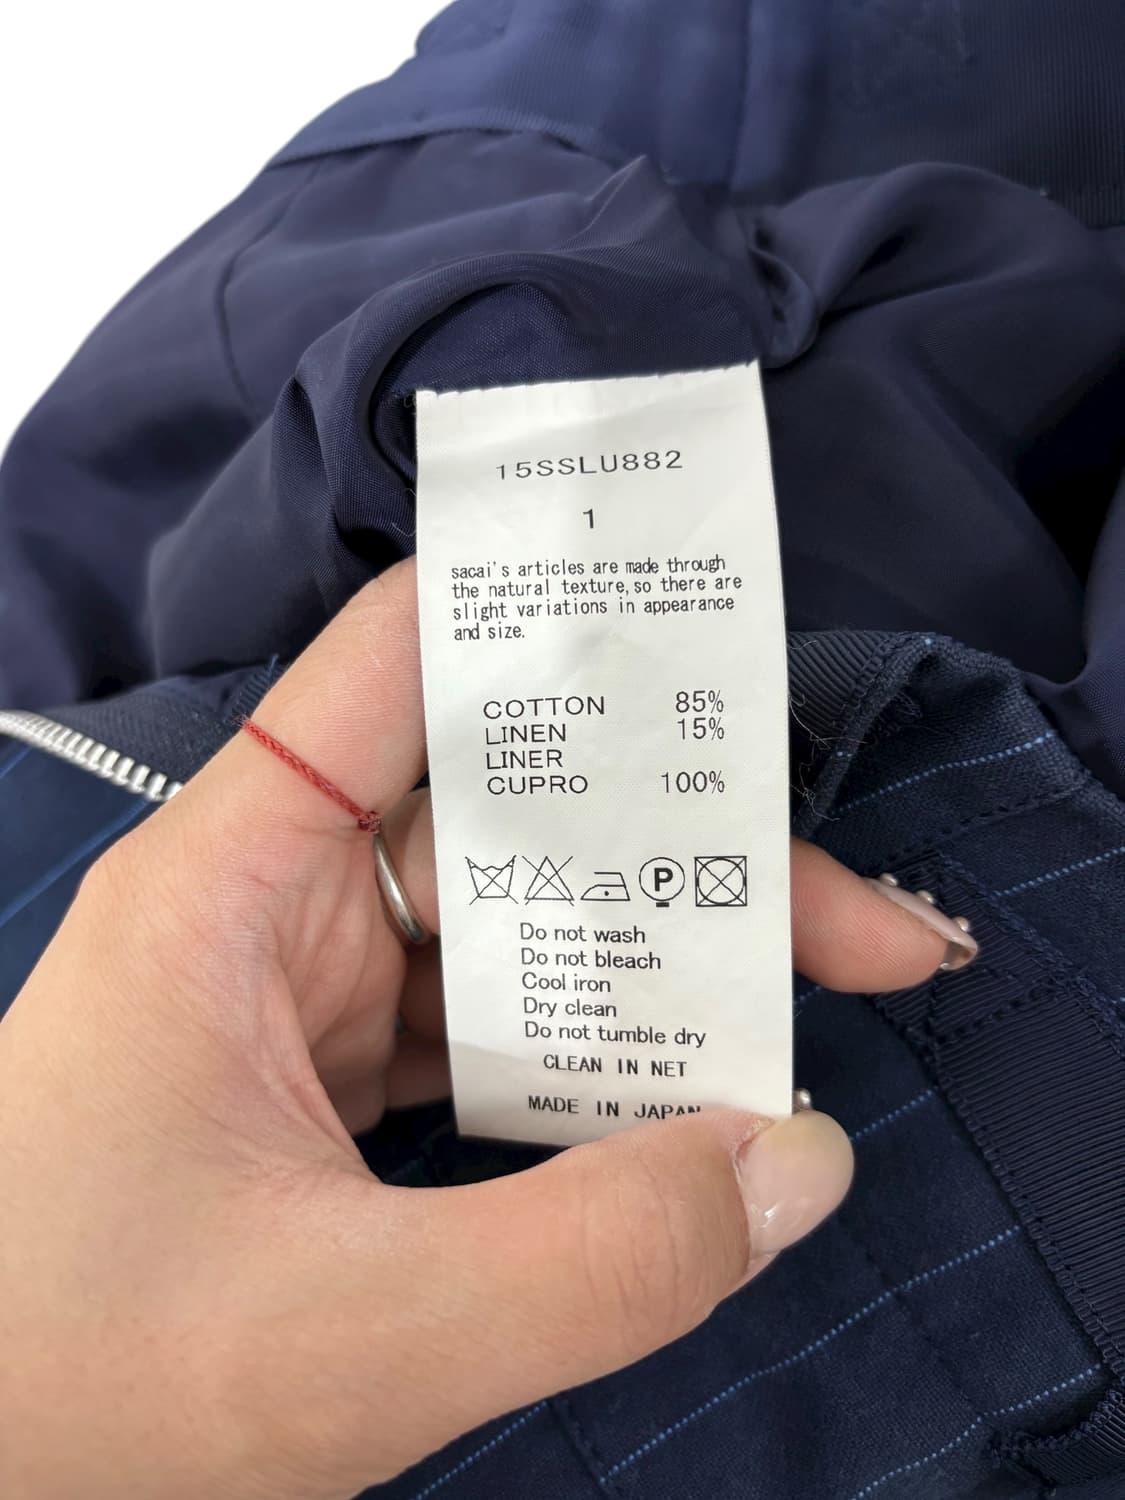 15SSLU882
1
sacai's articles are made through
the natural texture, so there are
slight variations in appearance
and size.
COTTON 85%
LINEN 15%
LINER
CUPRO 100%
P
Do not wash
Do not bleach
Cool iron
Dry clean
Do not tumble dry
CLEAN IN NET
MADE IN JAPAN